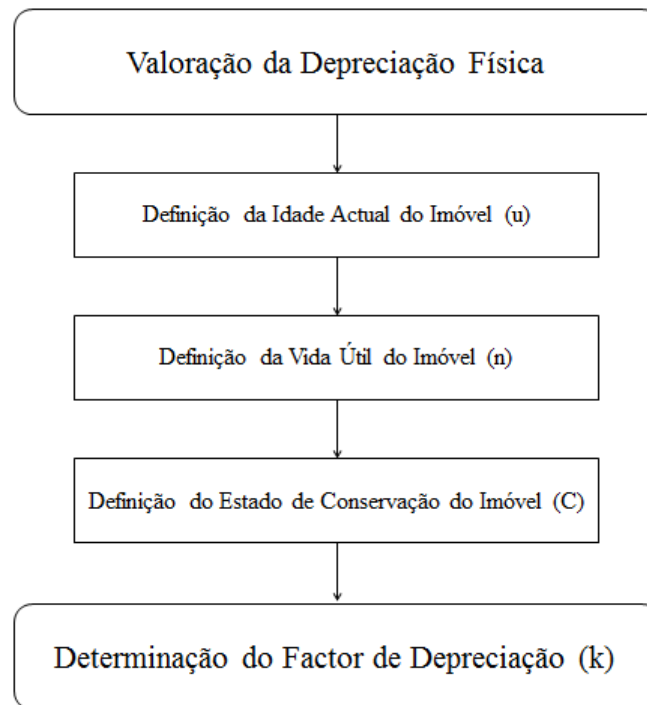 Valoração da Depreciação Física
Definição da Idade Actual do Imóvel (u)
Definição da Vida Útil do Imóvel (n)
Definição do Estado de Conservação do Imóvel (C)
Determinação do Factor de Depreciação (k)